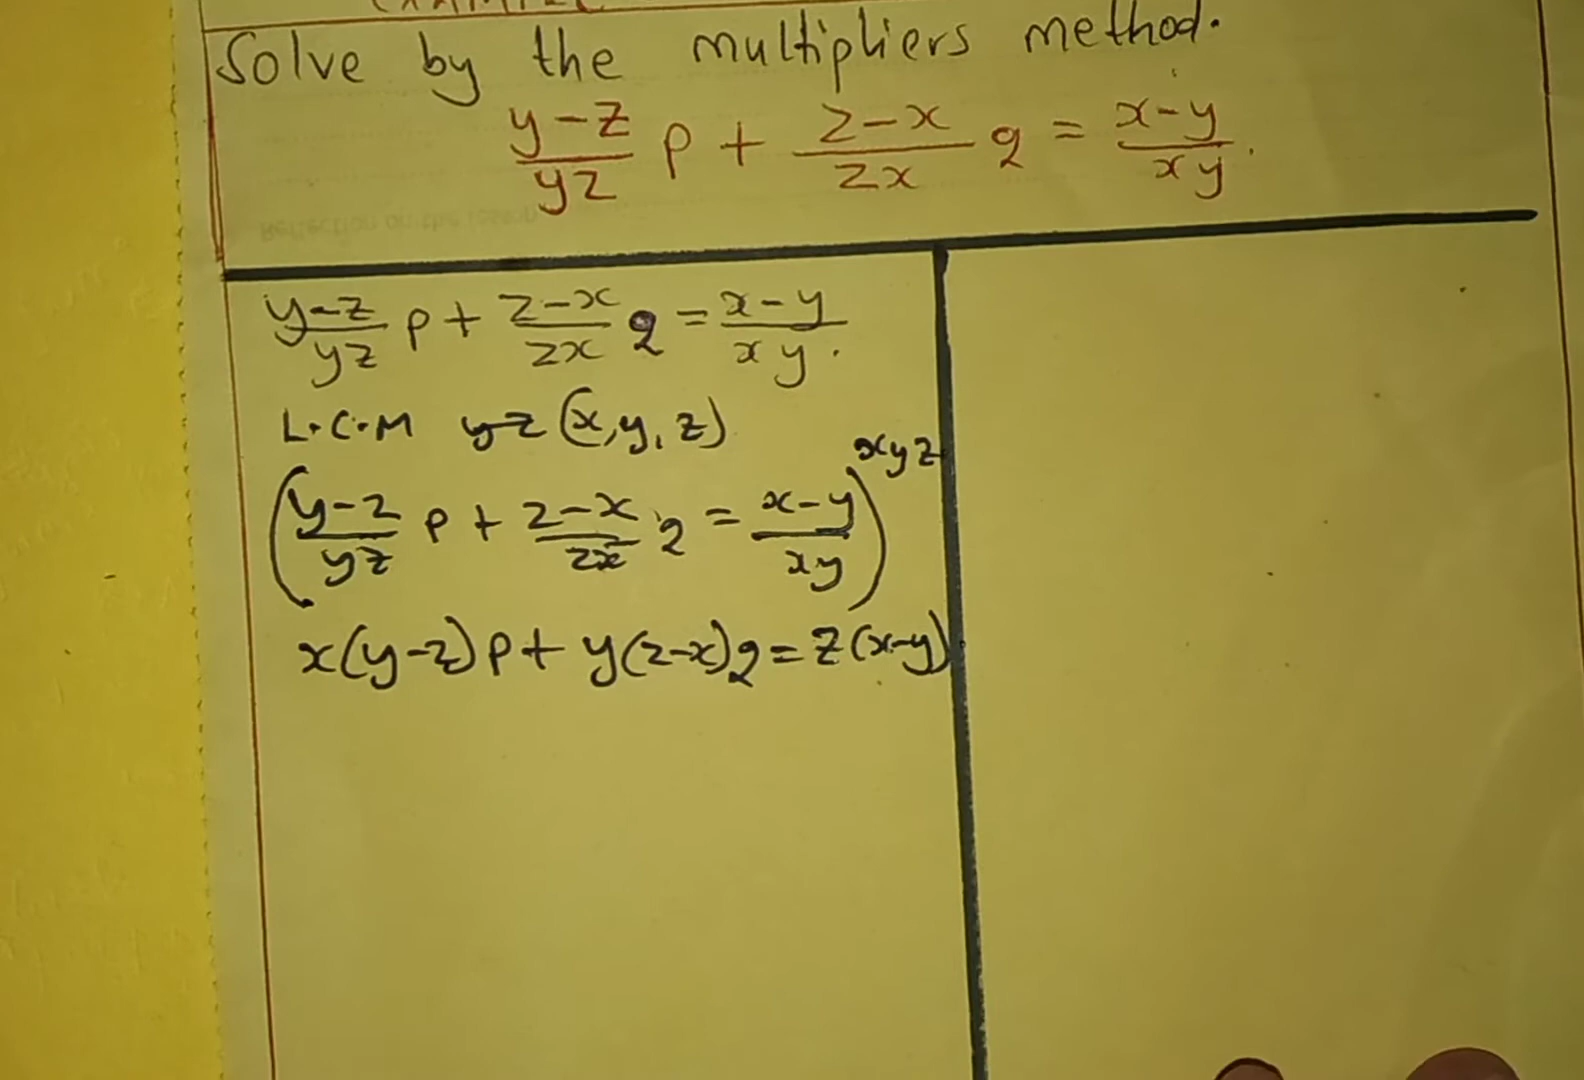 Solve by the multipliers method.
y-z/yz p + z-x/zx q = x-y/xy.
y-z/yz p + z-x/zx q = x-y/xy.
L.C.M yz (x,y,z)
(y-z/yz p + z-x/zx q = x-y/xy) xyz
x(y-z)p + y(z-x)q = z(x-y).